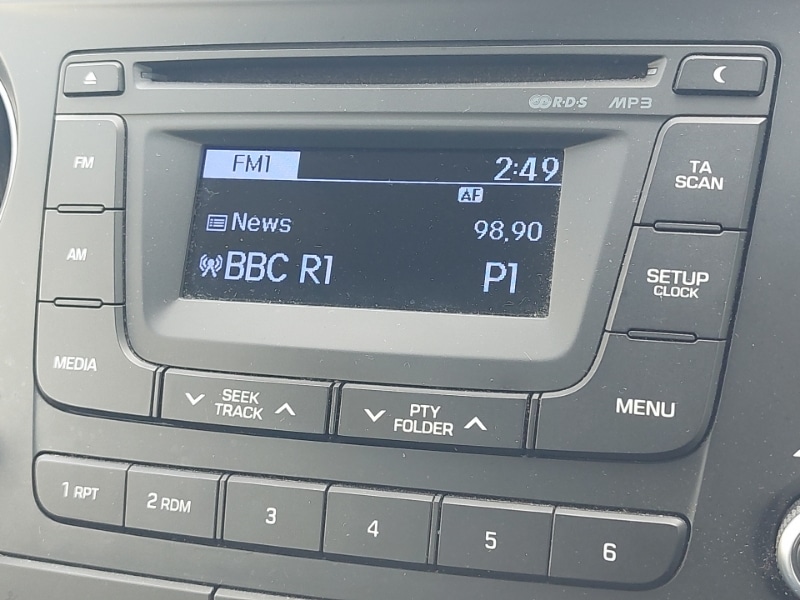 R·D·S MP3
FM
AM
MEDIA
FM1 2:49
AF
News 98.90
BBC R1 P1
TA
SCAN
SETUP
CLOCK
MENU
SEEK
TRACK
PTY
FOLDER
1 RPT 2 RDM 3 4 5 6